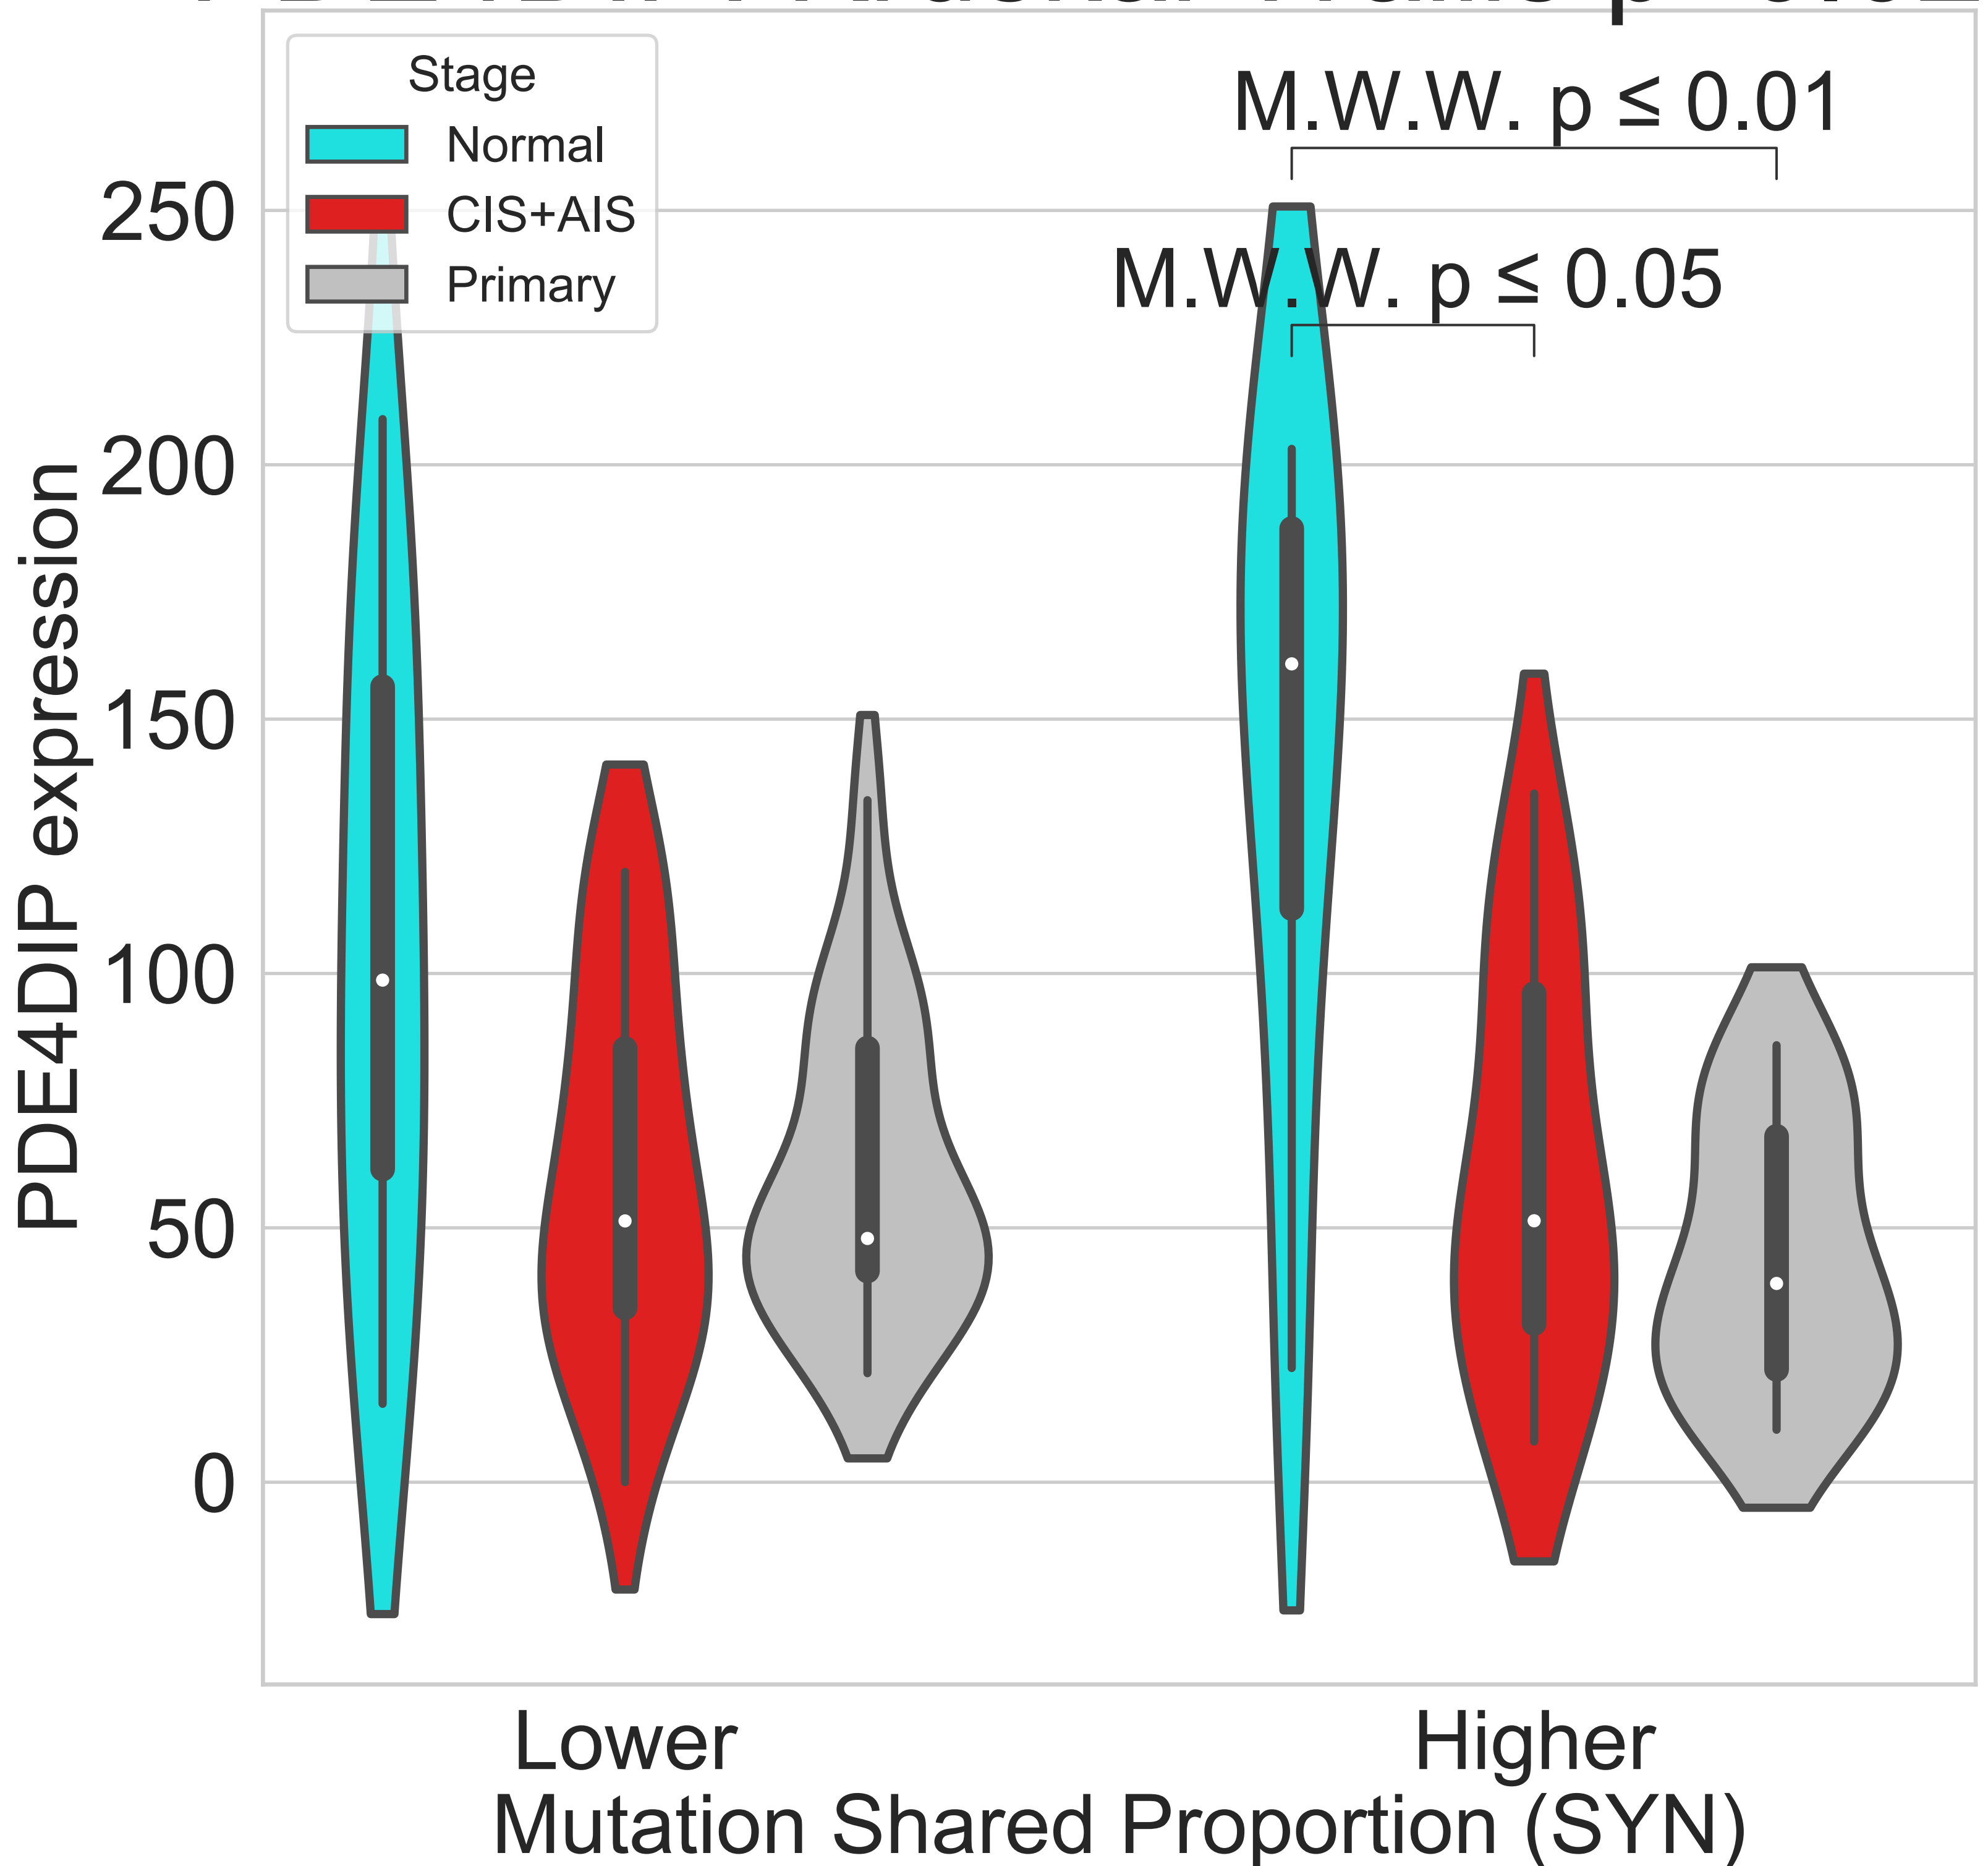 Stage
Normal
CIS+AIS
Primary
M.W.W. p ≤ 0.01
M.W.W. p ≤ 0.05
250
200
150
100
50
0
PDE4DIP expression
Lower
Higher
Mutation Shared Proportion (SYN)